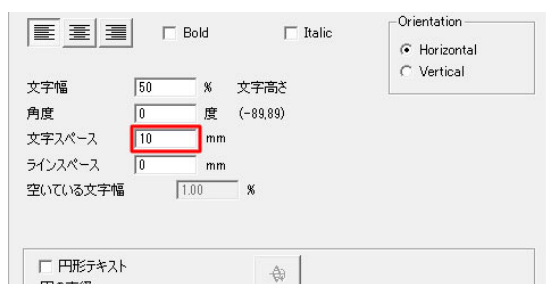 Orientation
Bold
Italic
Horizontal
Vertical
文字幅 50 % 文字高さ
角度 0 度 (-89,89)
文字スペース 10 mm
ラインスペース 0 mm
空いている文字幅 1.00 %
円形テキスト